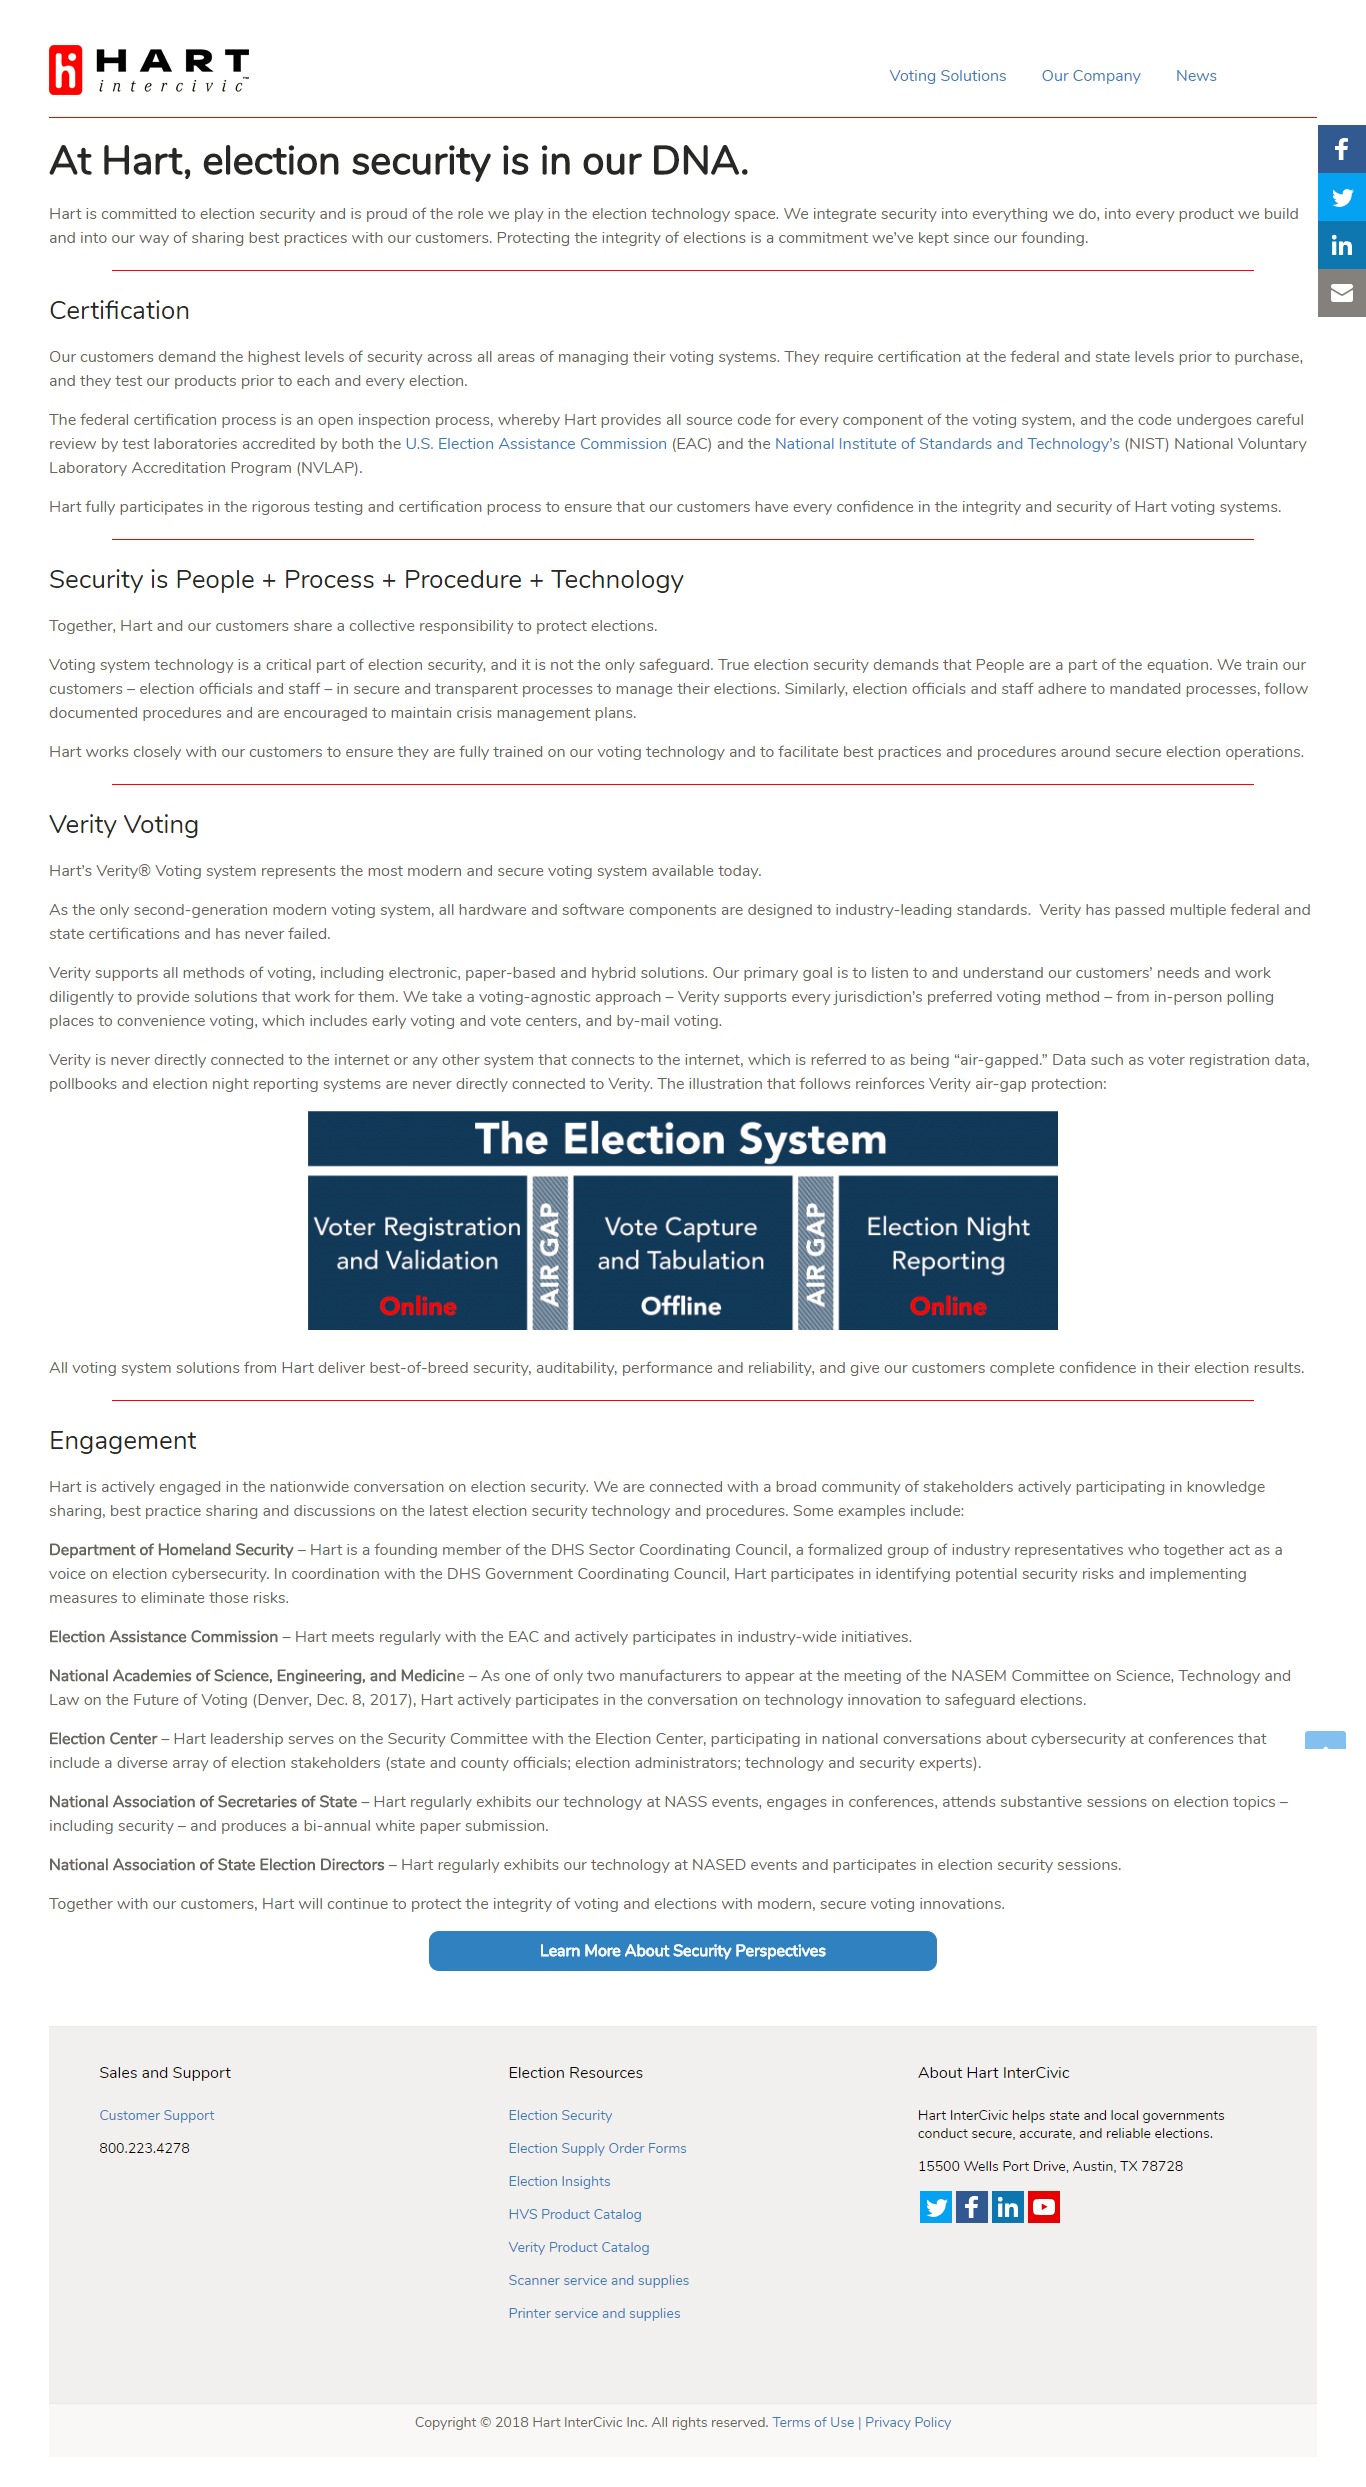 HART
intercivic™
Voting Solutions
Our Company
News
At Hart, election security is in our DNA.
Hart is committed to election security and is proud of the role we play in the election technology space. We integrate security into everything we do, into every product we build
and into our way of sharing best practices with our customers. Protecting the integrity of elections is a commitment we’ve kept since our founding.
Certification
Our customers demand the highest levels of security across all areas of managing their voting systems. They require certification at the federal and state levels prior to purchase,
and they test our products prior to each and every election.
The federal certification process is an open inspection process, whereby Hart provides all source code for every component of the voting system, and the code undergoes careful
review by test laboratories accredited by both the U.S. Election Assistance Commission (EAC) and the National Institute of Standards and Technology’s (NIST) National Voluntary
Laboratory Accreditation Program (NVLAP).
Hart fully participates in the rigorous testing and certification process to ensure that our customers have every confidence in the integrity and security of Hart voting systems.
Security is People + Process + Procedure + Technology
Together, Hart and our customers share a collective responsibility to protect elections.
Voting system technology is a critical part of election security, and it is not the only safeguard. True election security demands that People are a part of the equation. We train our
customers – election officials and staff – in secure and transparent processes to manage their elections. Similarly, election officials and staff adhere to mandated processes, follow
documented procedures and are encouraged to maintain crisis management plans.
Hart works closely with our customers to ensure they are fully trained on our voting technology and to facilitate best practices and procedures around secure election operations.
Verity Voting
Hart’s Verity® Voting system represents the most modern and secure voting system available today.
As the only second-generation modern voting system, all hardware and software components are designed to industry-leading standards.  Verity has passed multiple federal and
state certifications and has never failed.
Verity supports all methods of voting, including electronic, paper-based and hybrid solutions. Our primary goal is to listen to and understand our customers’ needs and work
diligently to provide solutions that work for them. We take a voting-agnostic approach – Verity supports every jurisdiction’s preferred voting method – from in-person polling
places to convenience voting, which includes early voting and vote centers, and by-mail voting.
Verity is never directly connected to the internet or any other system that connects to the internet, which is referred to as being “air-gapped.” Data such as voter registration data,
pollbooks and election night reporting systems are never directly connected to Verity. The illustration that follows reinforces Verity air-gap protection:
The Election System
Voter Registration
and Validation
Online
AIR GAP
Vote Capture
and Tabulation
Offline
AIR GAP
Election Night
Reporting
Online
All voting system solutions from Hart deliver best-of-breed security, auditability, performance and reliability, and give our customers complete confidence in their election results.
Engagement
Hart is actively engaged in the nationwide conversation on election security. We are connected with a broad community of stakeholders actively participating in knowledge
sharing, best practice sharing and discussions on the latest election security technology and procedures. Some examples include:
Department of Homeland Security – Hart is a founding member of the DHS Sector Coordinating Council, a formalized group of industry representatives who together act as a
voice on election cybersecurity. In coordination with the DHS Government Coordinating Council, Hart participates in identifying potential security risks and implementing
measures to eliminate those risks.
Election Assistance Commission – Hart meets regularly with the EAC and actively participates in industry-wide initiatives.
National Academies of Science, Engineering, and Medicine – As one of only two manufacturers to appear at the meeting of the NASEM Committee on Science, Technology and
Law on the Future of Voting (Denver, Dec. 8, 2017), Hart actively participates in the conversation on technology innovation to safeguard elections.
Election Center – Hart leadership serves on the Security Committee with the Election Center, participating in national conversations about cybersecurity at conferences that
include a diverse array of election stakeholders (state and county officials; election administrators; technology and security experts).
National Association of Secretaries of State – Hart regularly exhibits our technology at NASS events, engages in conferences, attends substantive sessions on election topics –
including security – and produces a bi-annual white paper submission.
National Association of State Election Directors – Hart regularly exhibits our technology at NASED events and participates in election security sessions.
Together with our customers, Hart will continue to protect the integrity of voting and elections with modern, secure voting innovations.
Learn More About Security Perspectives
Sales and Support
Customer Support
800.223.4278
Election Resources
Election Security
Election Supply Order Forms
Election Insights
HVS Product Catalog
Verity Product Catalog
Scanner service and supplies
Printer service and supplies
About Hart InterCivic
Hart InterCivic helps state and local governments
conduct secure, accurate, and reliable elections.
15500 Wells Port Drive, Austin, TX 78728
Copyright © 2018 Hart InterCivic Inc. All rights reserved. Terms of Use | Privacy Policy